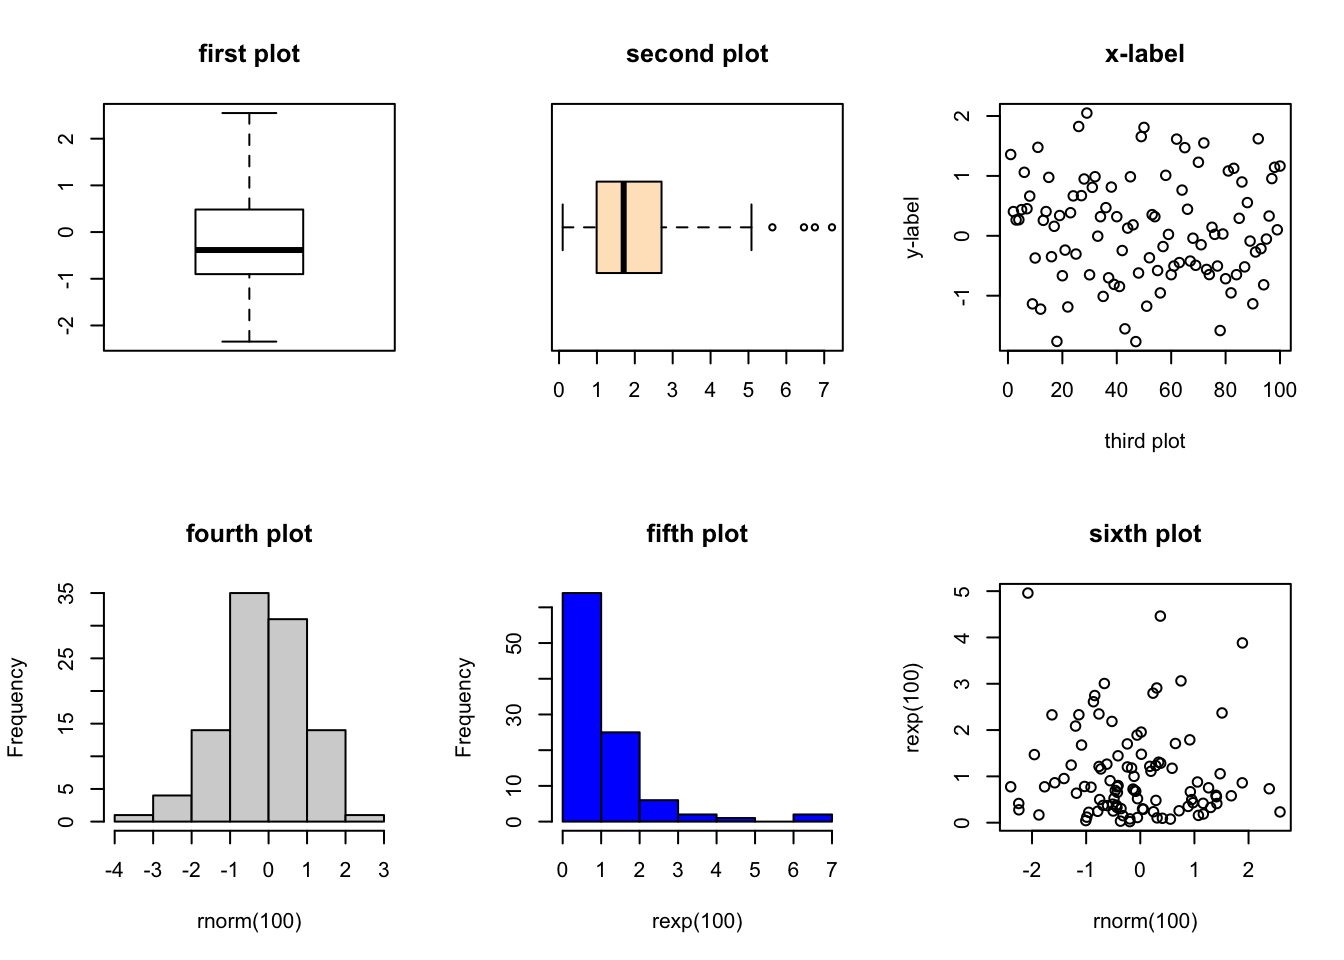 first plot
2
1
0
-1
-2
second plot
0 1 2 3 4 5 6 7
x-label
y-label
2
1
0
-1
0 20 40 60 80 100
third plot
fourth plot
Frequency
35
25
15
5
0
-4 -3 -2 -1 0 1 2 3
rnorm(100)
fifth plot
Frequency
50
30
10
0
0 1 2 3 4 5 6 7
rexp(100)
sixth plot
rexp(100)
5
4
3
2
1
0
-2 -1 0 1 2
rnorm(100)